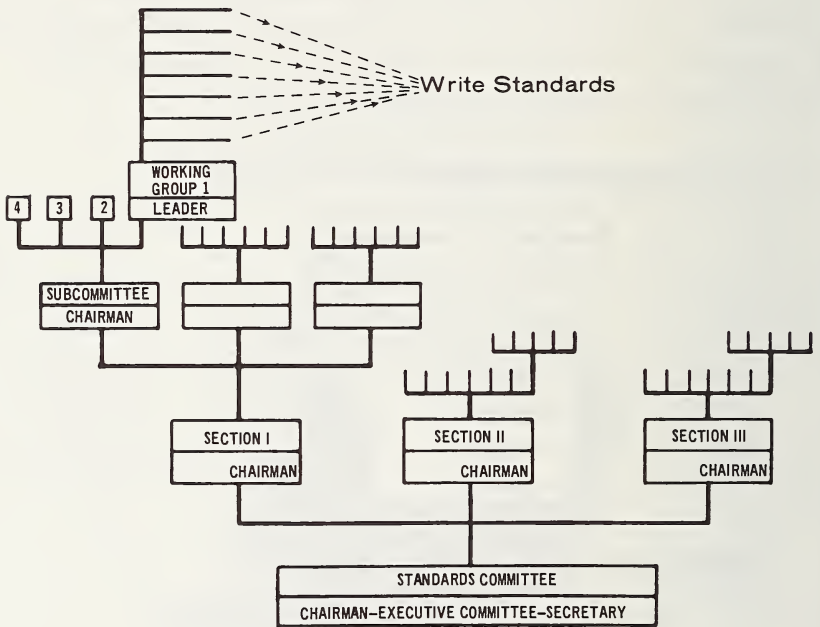 Write Standards
WORKING
GROUP 1
LEADER
4
3
2
SUBCOMMITTEE
CHAIRMAN
SECTION I
CHAIRMAN
SECTION II
CHAIRMAN
SECTION III
CHAIRMAN
STANDARDS COMMITTEE
CHAIRMAN-EXECUTIVE COMMITTEE-SECRETARY